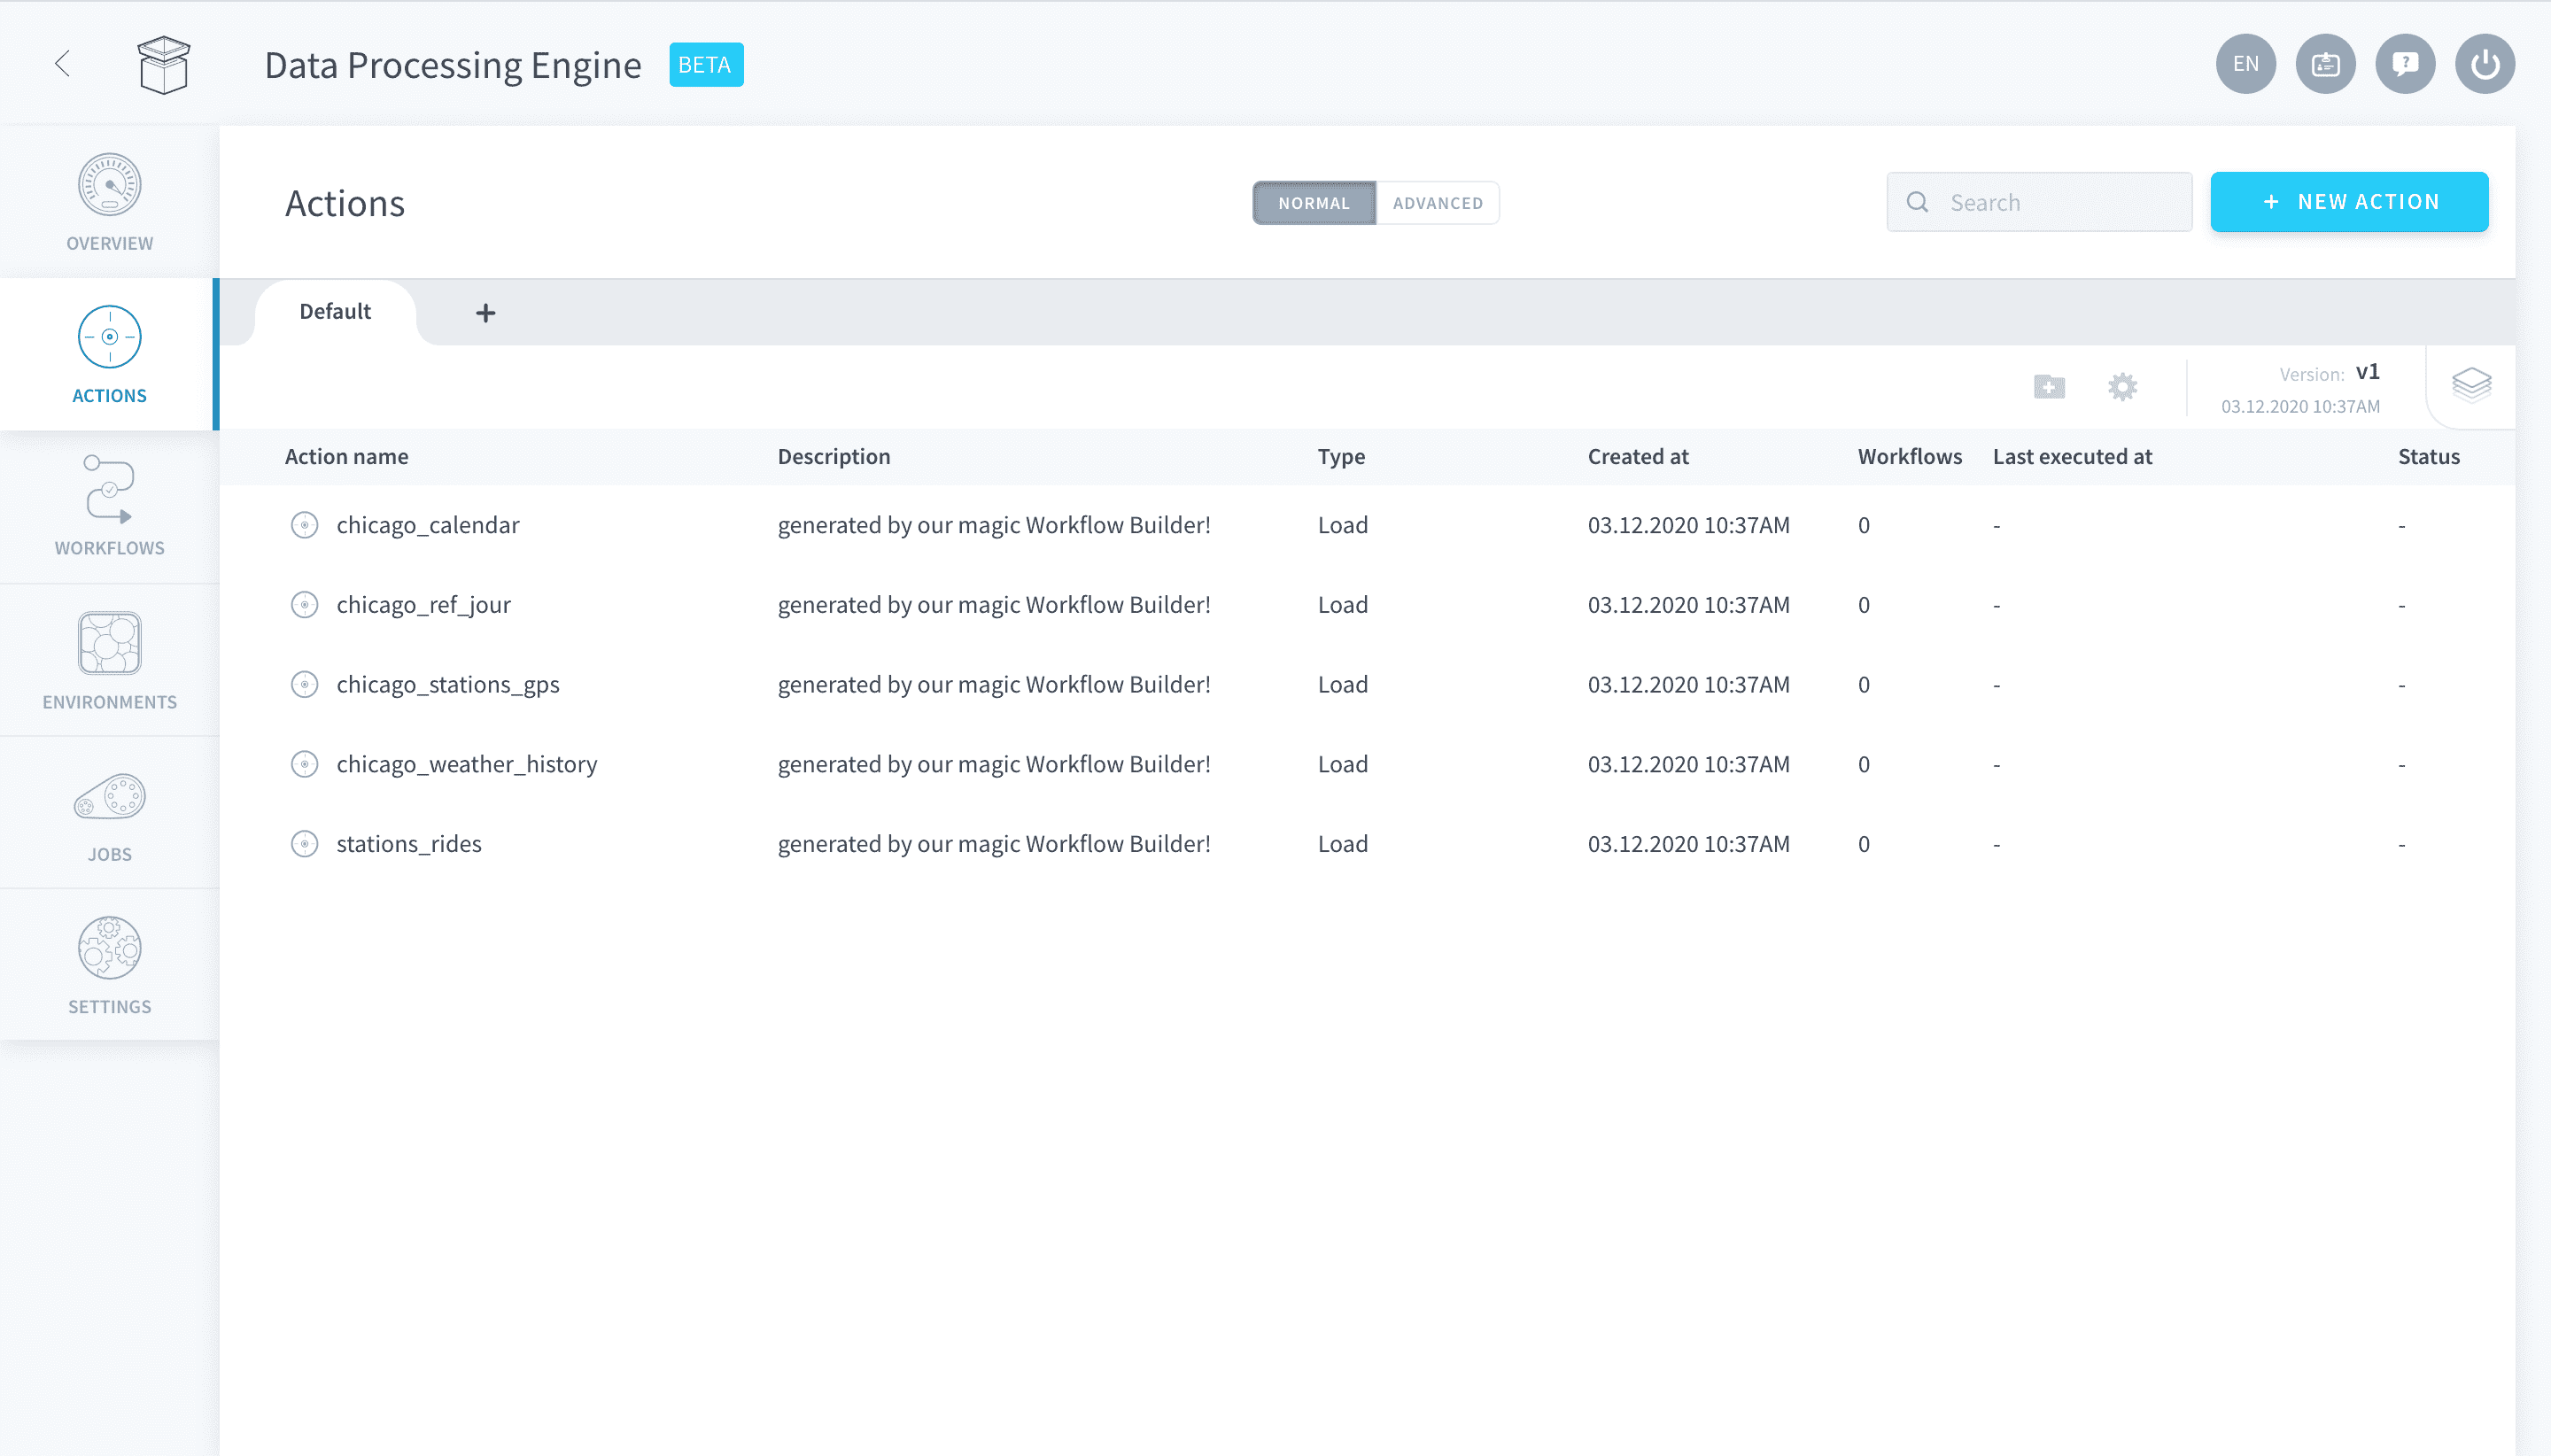 Data Processing Engine BETA
EN
Actions
NORMAL ADVANCED
Search
+ NEW ACTION
OVERVIEW
ACTIONS
WORKFLOWS
ENVIRONMENTS
JOBS
SETTINGS
Default +
Version: v1
03.12.2020 10:37AM
Action name Description Type Created at Workflows Last executed at Status
chicago_calendar generated by our magic Workflow Builder! Load 03.12.2020 10:37AM 0 - -
chicago_ref_jour generated by our magic Workflow Builder! Load 03.12.2020 10:37AM 0 - -
chicago_stations_gps generated by our magic Workflow Builder! Load 03.12.2020 10:37AM 0 - -
chicago_weather_history generated by our magic Workflow Builder! Load 03.12.2020 10:37AM 0 - -
stations_rides generated by our magic Workflow Builder! Load 03.12.2020 10:37AM 0 - -